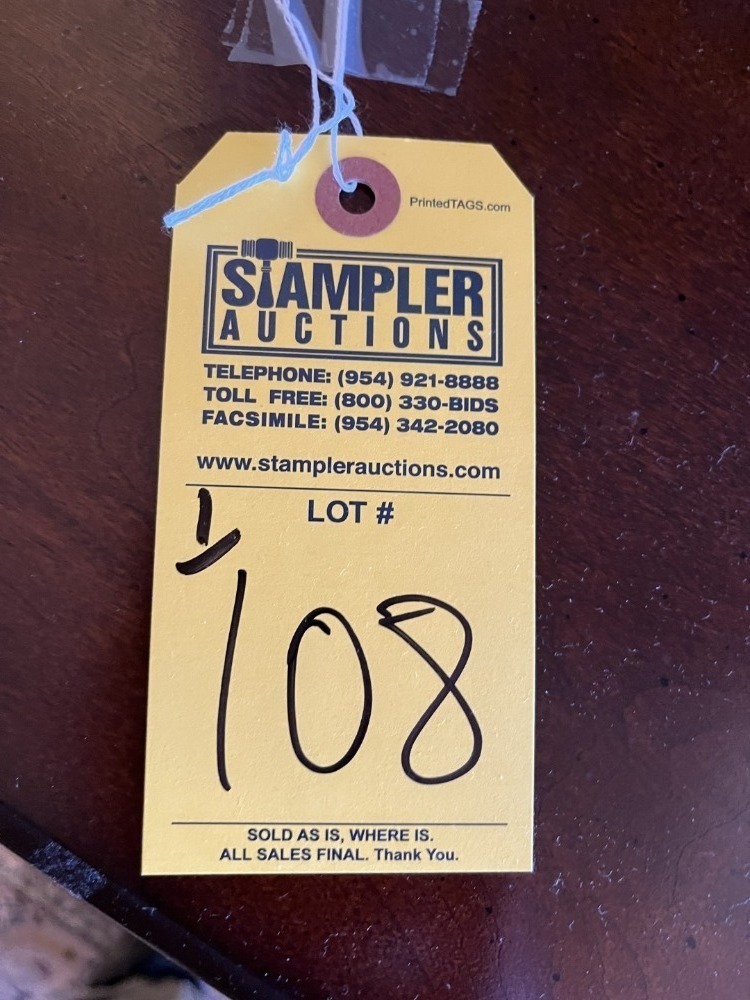 PrintedTAGS.com
STAMPLER
AUCTIONS
TELEPHONE: (954) 921-8888
TOLL FREE: (800) 330-BIDS
FACSIMILE: (954) 342-2080
www.stamplerauctions.com
LOT #
1/
108
SOLD AS IS, WHERE IS.
ALL SALES FINAL. Thank You.